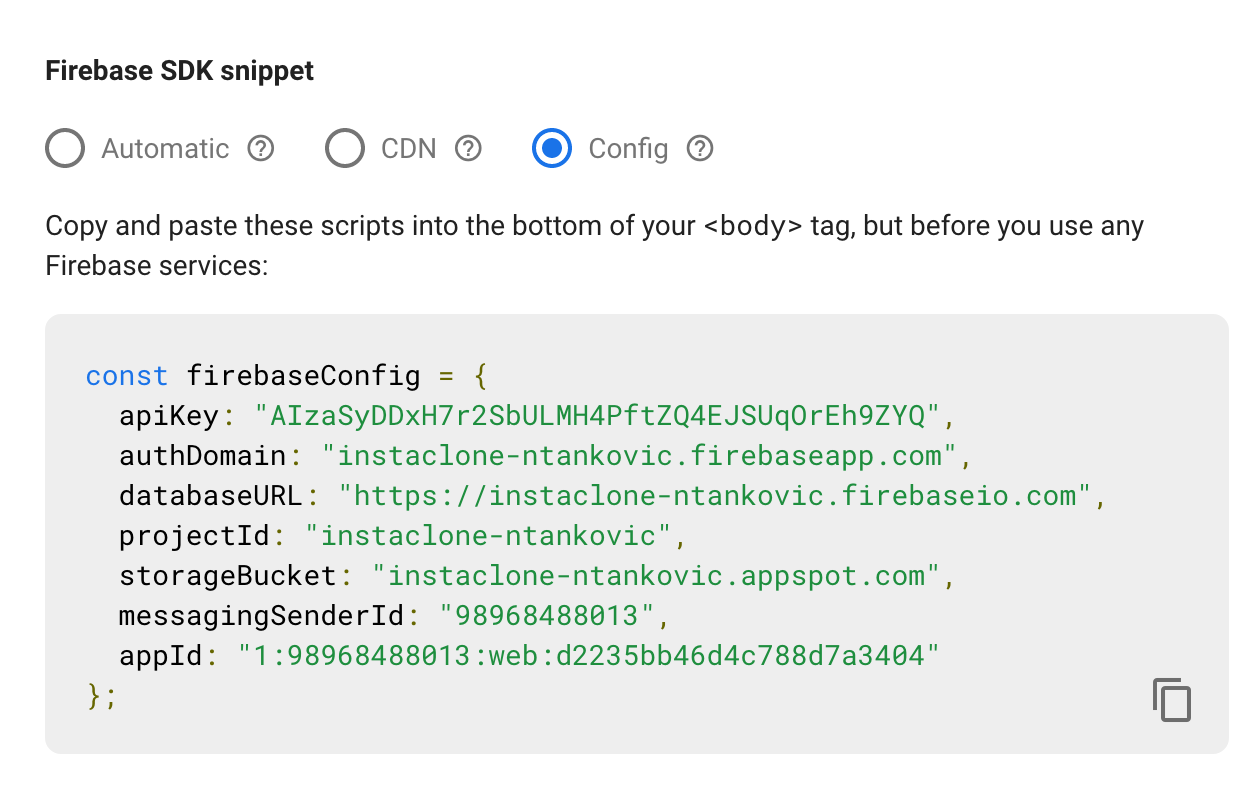 Firebase SDK snippet
Automatic ? CDN ? Config ?
Copy and paste these scripts into the bottom of your <body> tag, but before you use any
Firebase services:
const firebaseConfig = {
  apiKey: "AIzaSyDDxH7r2SbULMH4PftZQ4EJSUqOrEh9ZYQ",
  authDomain: "instaclone-ntankovic.firebaseapp.com",
  databaseURL: "https://instaclone-ntankovic.firebaseio.com",
  projectId: "instaclone-ntankovic",
  storageBucket: "instaclone-ntankovic.appspot.com",
  messagingSenderId: "98968488013",
  appId: "1:98968488013:web:d2235bb46d4c788d7a3404"
};